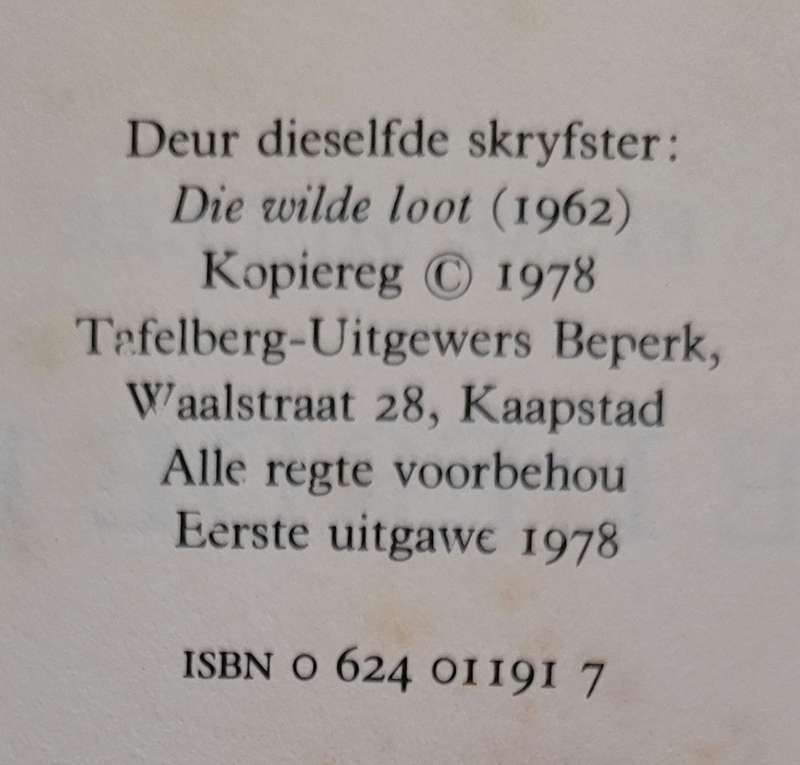 Deur dieselfde skryfster:
Die wilde loot (1962)
Kopiereg © 1978
Tafelberg-Uitgewers Beperk,
Waalstraat 28, Kaapstad
Alle regte voorbehou
Eerste uitgawe 1978
ISBN 0 624 01191 7